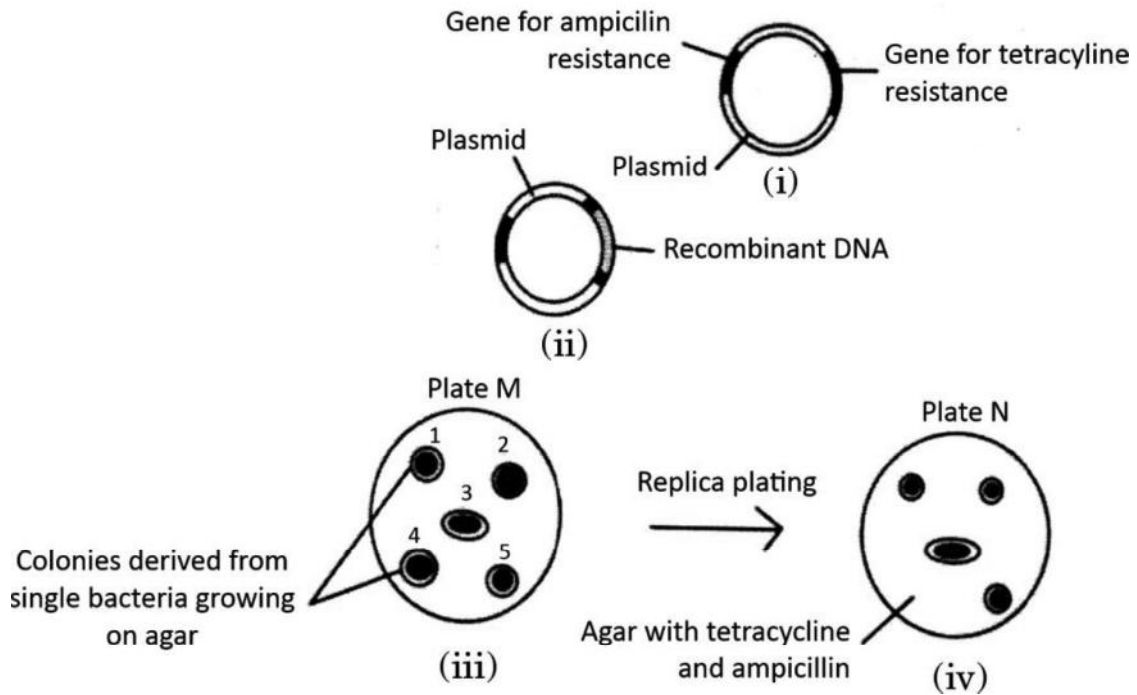 Gene for ampicilin
resistance
Gene for tetracyline
resistance
Plasmid
(i)
Plasmid
Recombinant DNA
(ii)
Plate M
1
2
3
4
5
Colonies derived from
single bacteria growing
on agar
(iii)
Replica plating
Plate N
Agar with tetracycline
and ampicillin
(iv)